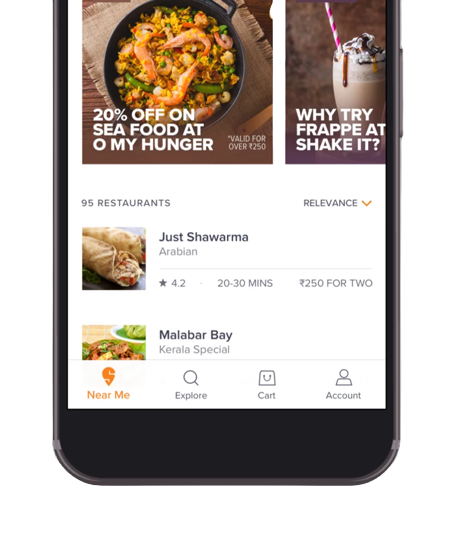 20% OFF ON
SEA FOOD AT
O MY HUNGER
*VALID FOR
OVER ₹250
WHY TRY
FRAPPE AT
SHAKE IT?
95 RESTAURANTS
RELEVANCE
Just Shawarma
Arabian
★ 4.2 · 20-30 MINS ₹250 FOR TWO
Malabar Bay
Kerala Special
Near Me
Explore
Cart
Account